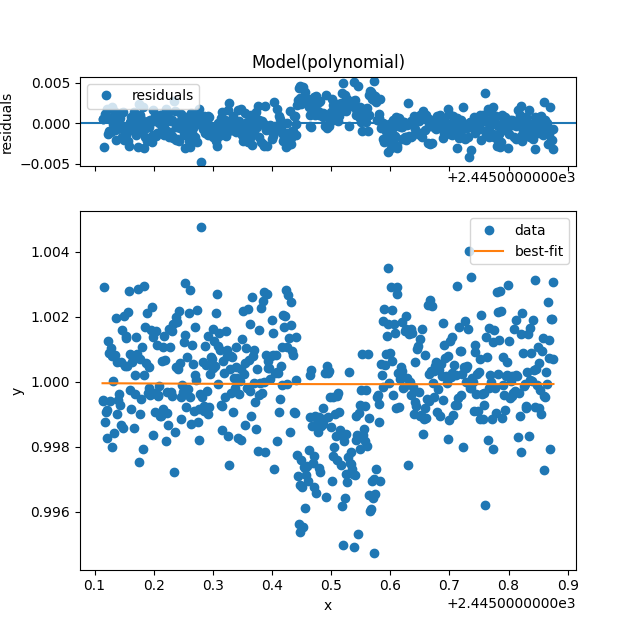 Model(polynomial)
0.005
0.000
−0.005
residuals
residuals
+2.4450000000e3
1.004
1.002
1.000
0.998
0.996
y
data
best-fit
0.1 0.2 0.3 0.4 0.5 0.6 0.7 0.8 0.9
x
+2.4450000000e3